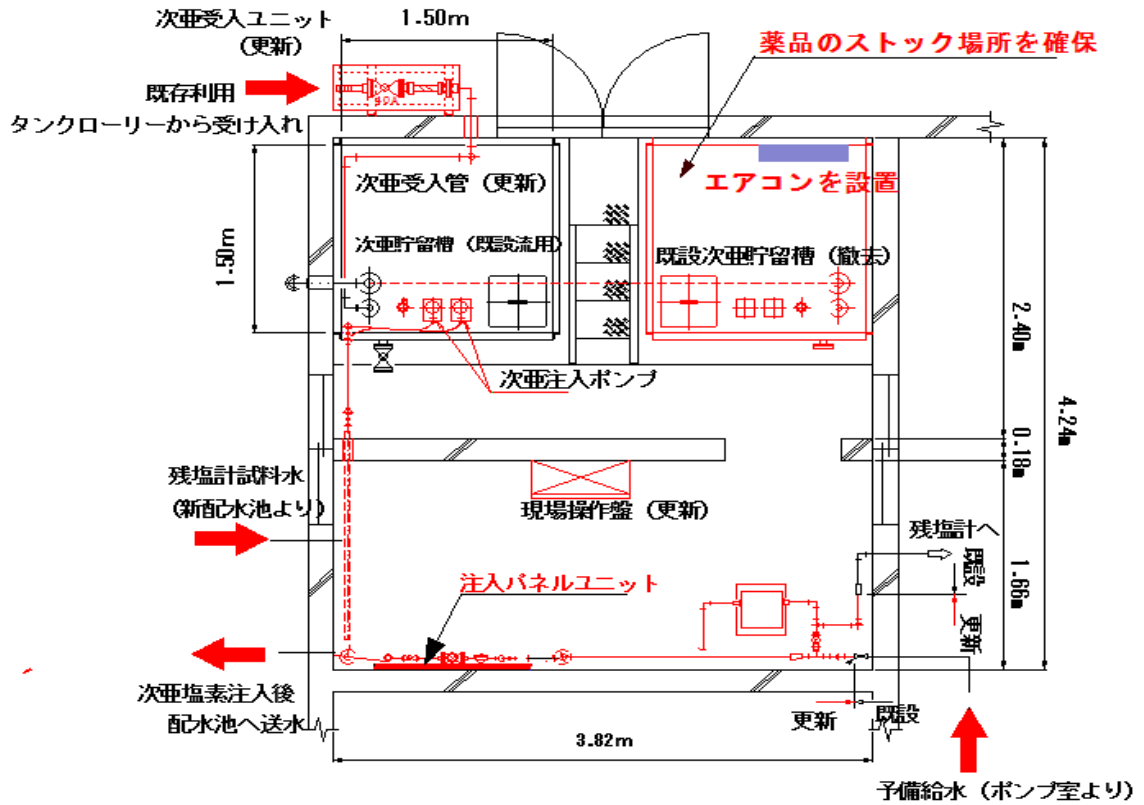 次亜受入ユニット
(更新)
1.50m
薬品のストック場所を確保
既存利用
タンクローリーから受け入れ
40A
次亜受入管（更新）
エアコンを設置
次亜貯留槽（既設流用）
既設次亜貯留槽（撤去）
1.50m
2.40m
次亜注入ポンプ
4.24m
0.18m
残塩計試料水
（新配水池より）
現場操作盤（更新）
残塩計へ
既設
更新
1.66m
注入パネルユニット
次亜塩素注入後
配水池へ送水
更新
既設
3.82m
予備給水（ポンプ室より）